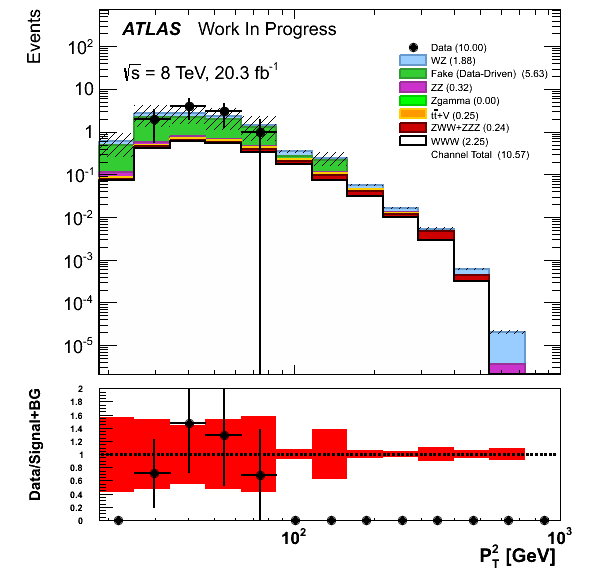 Events
ATLAS Work In Progress
√s = 8 TeV, 20.3 fb⁻¹
Data (10.00)
WZ (1.88)
Fake (Data-Driven) (5.63)
ZZ (0.32)
Zgamma (0.00)
tt̄+V (0.25)
ZWW+ZZZ (0.24)
WWW (2.25)
Channel Total (10.57)
10²
10
1
10⁻¹
10⁻²
10⁻³
10⁻⁴
10⁻⁵
Data/Signal+BG
2
1.8
1.6
1.4
1.2
1
0.8
0.6
0.4
0.2
0
10²
10³
P²_T [GeV]